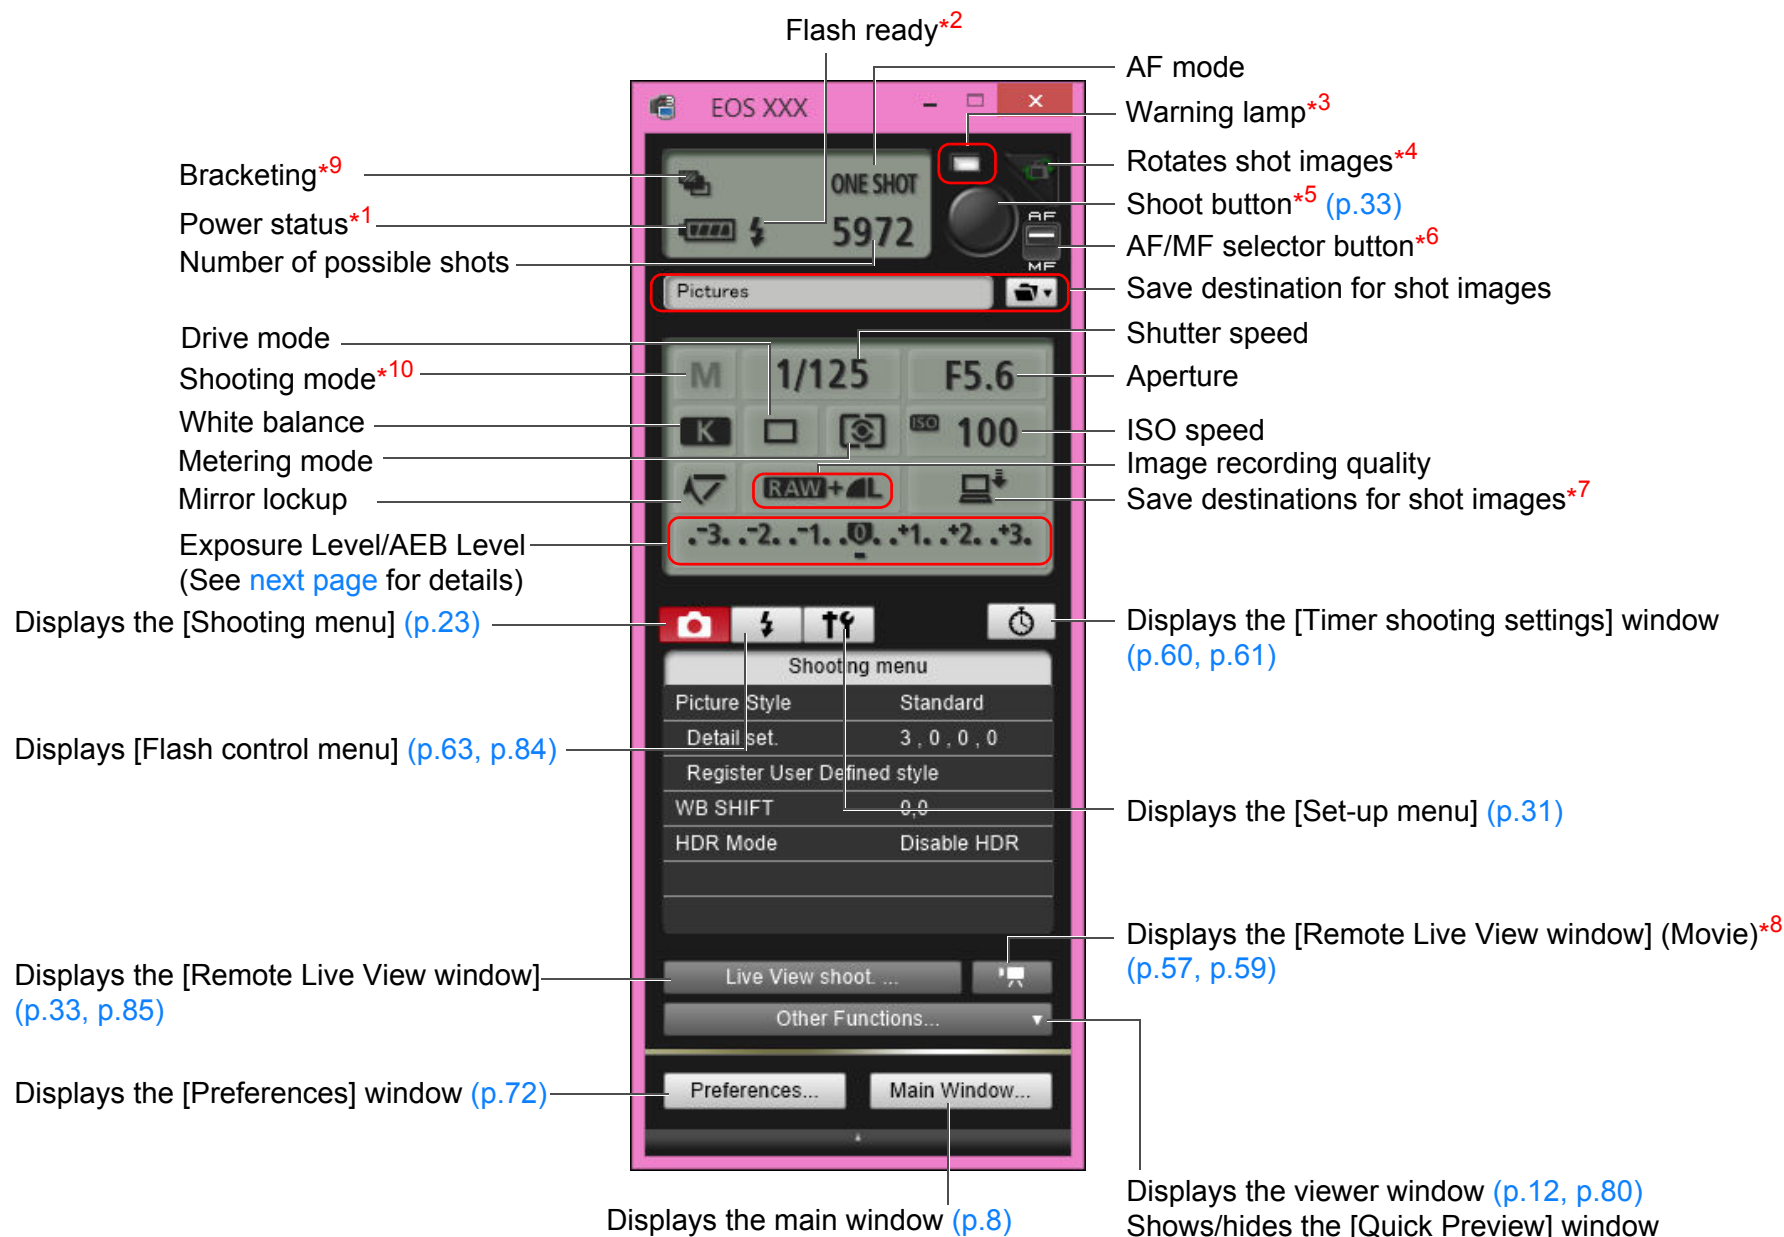 Flash ready*2
AF mode
Warning lamp*3
Rotates shot images*4
Shoot button*5 (p.33)
AF/MF selector button*6
Save destination for shot images
Shutter speed
Aperture
ISO speed
Image recording quality
Save destinations for shot images*7
Bracketing*9
Power status*1
Number of possible shots
Drive mode
Shooting mode*10
White balance
Metering mode
Mirror lockup
Exposure Level/AEB Level
(See next page for details)
Displays the [Shooting menu] (p.23)
Displays [Flash control menu] (p.63, p.84)
Displays the [Remote Live View window]
(p.33, p.85)
Displays the [Preferences] window (p.72)
EOS XXX
ONE SHOT
5972
AF
MF
Pictures
M 1/125 F5.6
K ISO 100
RAW+L
.-3. .-2. .-1. .0. .+1. .+2. .+3.
Shooting menu
Picture Style Standard
Detail set. 3 , 0 , 0 , 0
Register User Defined style
WB SHIFT 0,0
HDR Mode Disable HDR
Live View shoot. ...
Other Functions...
Preferences... Main Window...
Displays the [Timer shooting settings] window
(p.60, p.61)
Displays the [Set-up menu] (p.31)
Displays the [Remote Live View window] (Movie)*8
(p.57, p.59)
Displays the viewer window (p.12, p.80)
Shows/hides the [Quick Preview] window
Displays the main window (p.8)